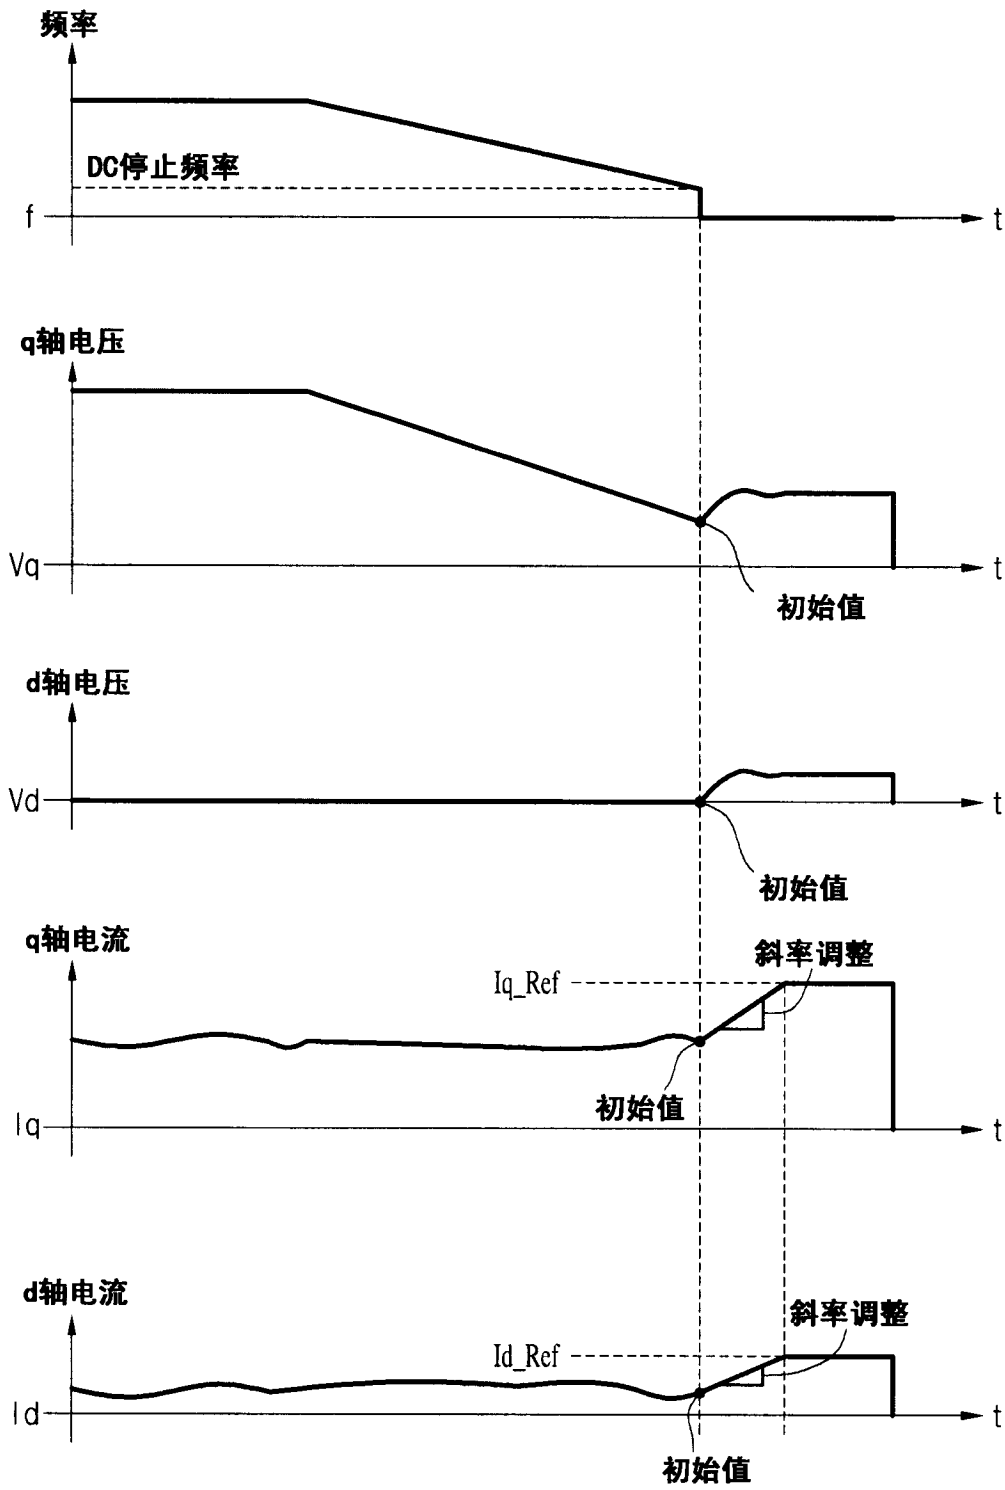 频率
DC停止频率
f
t
q轴电压
Vq
t
初始值
d轴电压
Vd
t
初始值
q轴电流
斜率调整
Iq_Ref
初始值
Iq
t
d轴电流
斜率调整
Id_Ref
Id
t
初始值